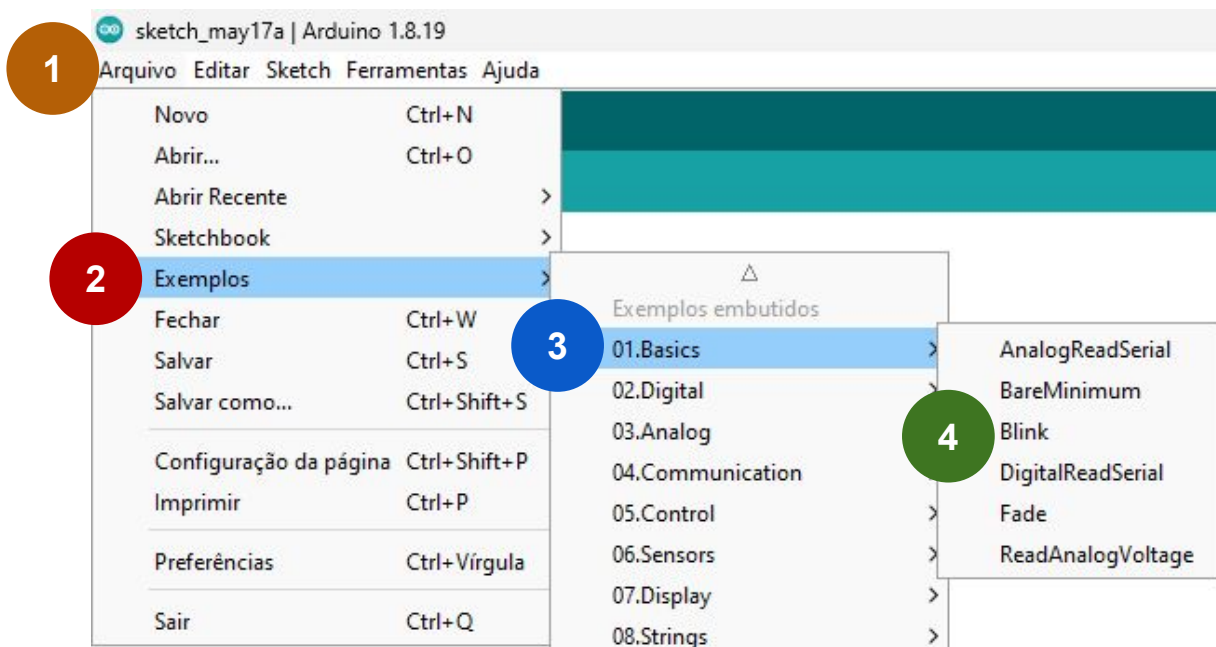 sketch_may17a | Arduino 1.8.19
1
Arquivo Editar Sketch Ferramentas Ajuda
Novo Ctrl+N
Abrir... Ctrl+O
Abrir Recente
Sketchbook
2
Exemplos
Fechar Ctrl+W
Salvar Ctrl+S
Salvar como... Ctrl+Shift+S
Configuração da página Ctrl+Shift+P
Imprimir Ctrl+P
Preferências Ctrl+Vírgula
Sair Ctrl+Q
Exemplos embutidos
3
01.Basics
02.Digital
03.Analog
04.Communication
05.Control
06.Sensors
07.Display
08.Strings
AnalogReadSerial
BareMinimum
4
Blink
DigitalReadSerial
Fade
ReadAnalogVoltage